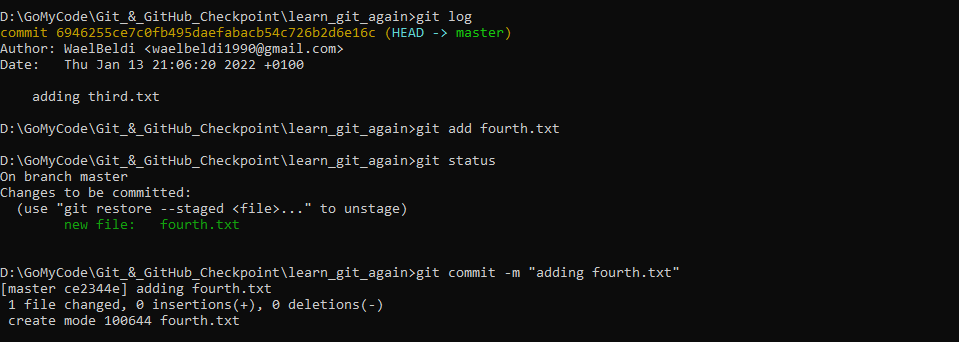 D:\GoMyCode\Git_&_GitHub_Checkpoint\learn_git_again>git log
commit 6946255ce7c0fb495daefabacb54c726b2d6e16c (HEAD -> master)
Author: WaelBeldi <waelbeldi1990@gmail.com>
Date:   Thu Jan 13 21:06:20 2022 +0100
    adding third.txt
D:\GoMyCode\Git_&_GitHub_Checkpoint\learn_git_again>git add fourth.txt
D:\GoMyCode\Git_&_GitHub_Checkpoint\learn_git_again>git status
On branch master
Changes to be committed:
  (use "git restore --staged <file>..." to unstage)
        new file:   fourth.txt
D:\GoMyCode\Git_&_GitHub_Checkpoint\learn_git_again>git commit -m "adding fourth.txt"
[master ce2344e] adding fourth.txt
 1 file changed, 0 insertions(+), 0 deletions(-)
 create mode 100644 fourth.txt